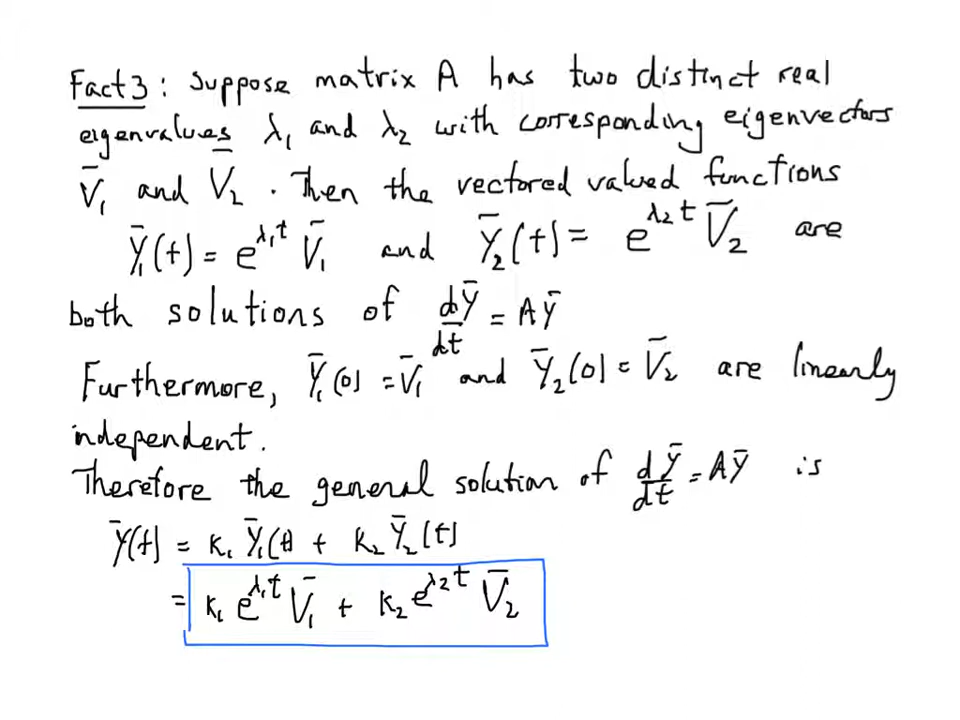 Fact 3 : Suppose matrix A has two distinct real
eigenvalues λ₁ and λ₂ with corresponding eigenvectors
V̄₁ and V̄₂ . Then the vectored valued functions
Ȳ₁(t) = e^{λ₁t} V̄₁ and Ȳ₂(t) = e^{λ₂t} V̄₂ are
both solutions of dȲ/dt = AȲ
Furthermore, Ȳ₁(0) = V̄₁ and Ȳ₂(0) = V̄₂ are linearly
independent.
Therefore the general solution of dȲ/dt = AȲ is
Ȳ(t) = K₁ Ȳ₁(t) + K₂ Ȳ₂(t)
= K₁ e^{λ₁t} V̄₁ + K₂ e^{λ₂t} V̄₂